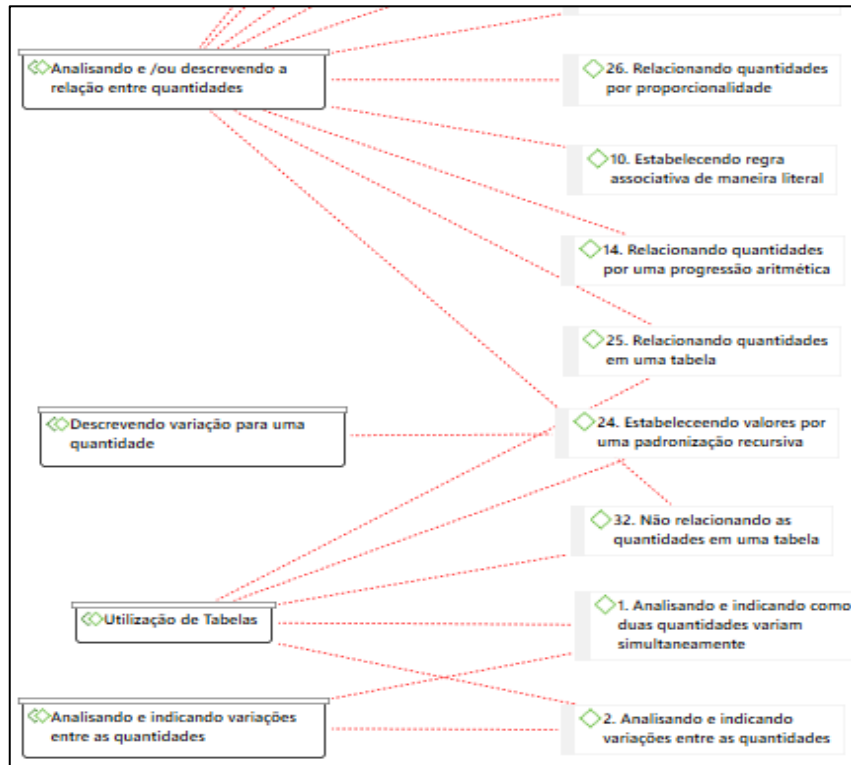 Analisando e /ou descrevendo a
relação entre quantidades
26. Relacionando quantidades
por proporcionalidade
10. Estabelecendo regra
associativa de maneira literal
14. Relacionando quantidades
por uma progressão aritmética
25. Relacionando quantidades
em uma tabela
Descrevendo variação para uma
quantidade
24. Estabeleceendo valores por
uma padronização recursiva
32. Não relacionando as
quantidades em uma tabela
Utilização de Tabelas
1. Analisando e indicando como
duas quantidades variam
simultaneamente
Analisando e indicando variações
entre as quantidades
2. Analisando e indicando
variações entre as quantidades